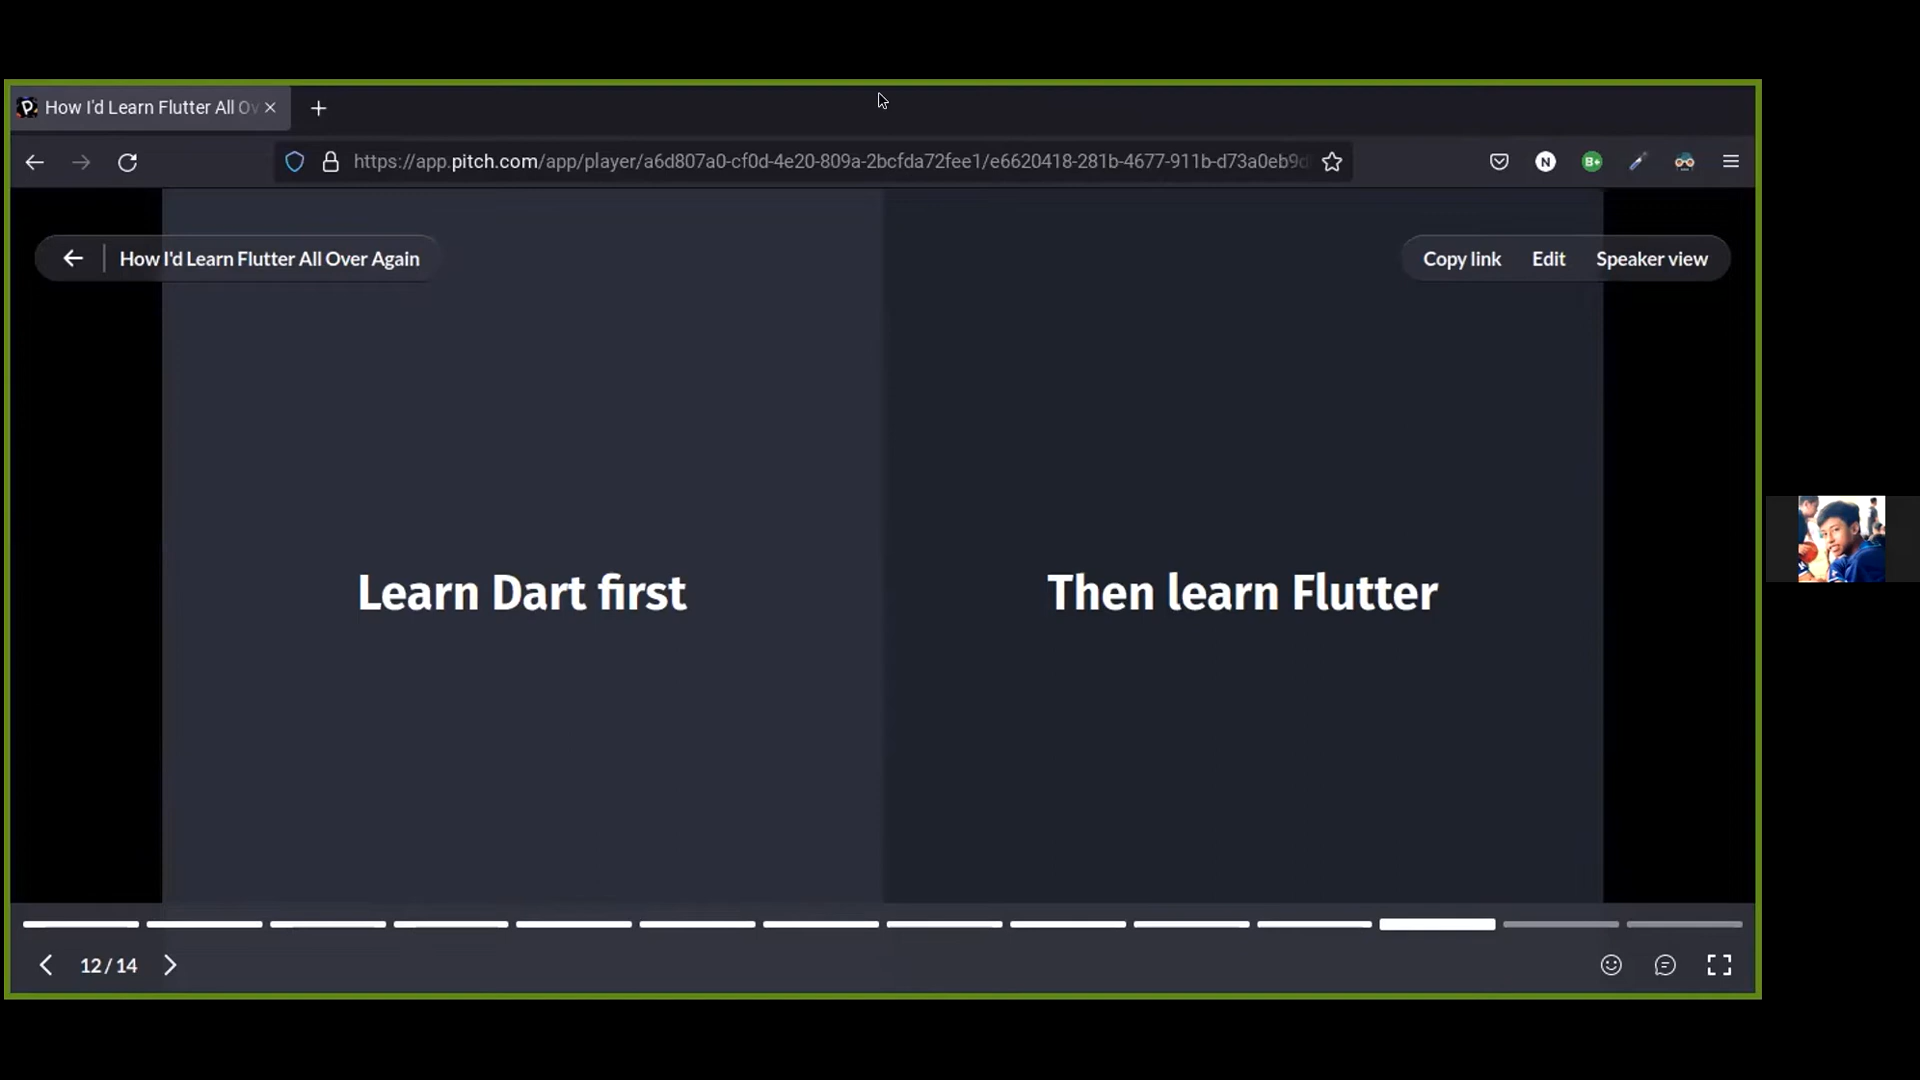 How I'd Learn Flutter All Ov
https://app.pitch.com/app/player/a6d807a0-cf0d-4e20-809a-2bcfda72fee1/e6620418-281b-4677-911b-d73a0eb9d
N
B+
How I'd Learn Flutter All Over Again
Copy link
Edit
Speaker view
Learn Dart first
Then learn Flutter
12 / 14